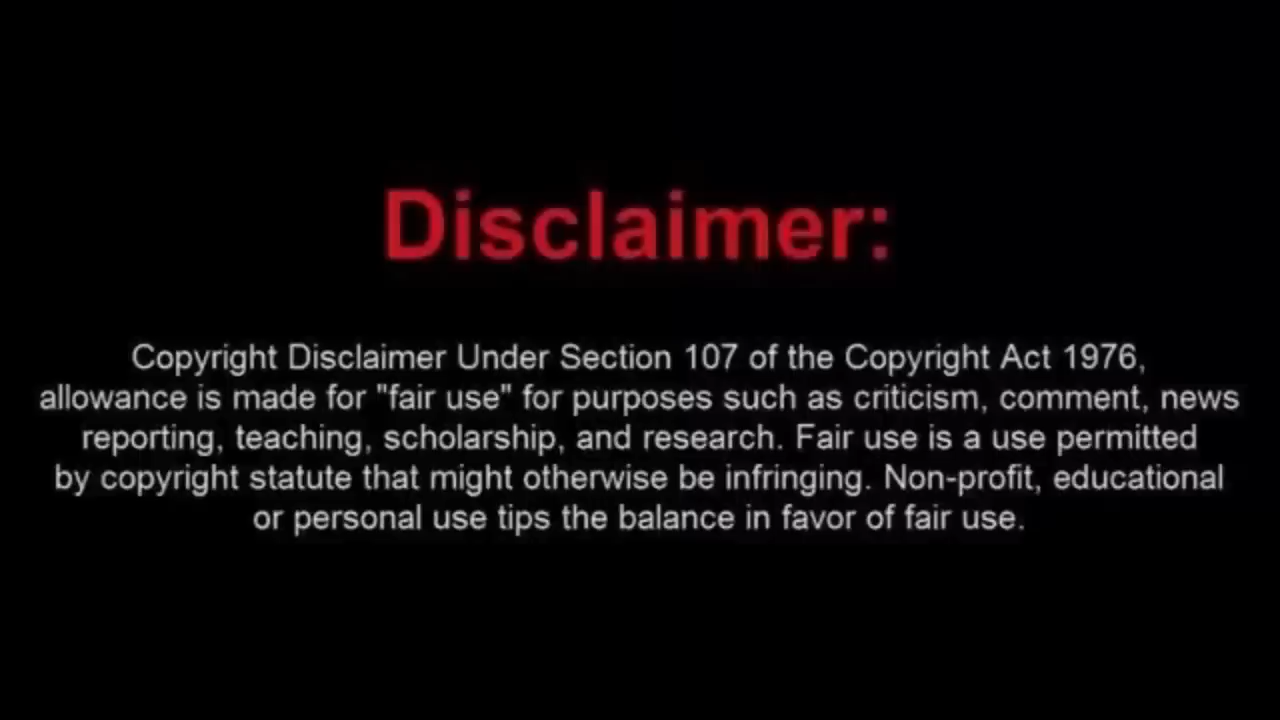 Disclaimer:
Copyright Disclaimer Under Section 107 of the Copyright Act 1976,
allowance is made for "fair use" for purposes such as criticism, comment, news
reporting, teaching, scholarship, and research. Fair use is a use permitted
by copyright statute that might otherwise be infringing. Non-profit, educational
or personal use tips the balance in favor of fair use.